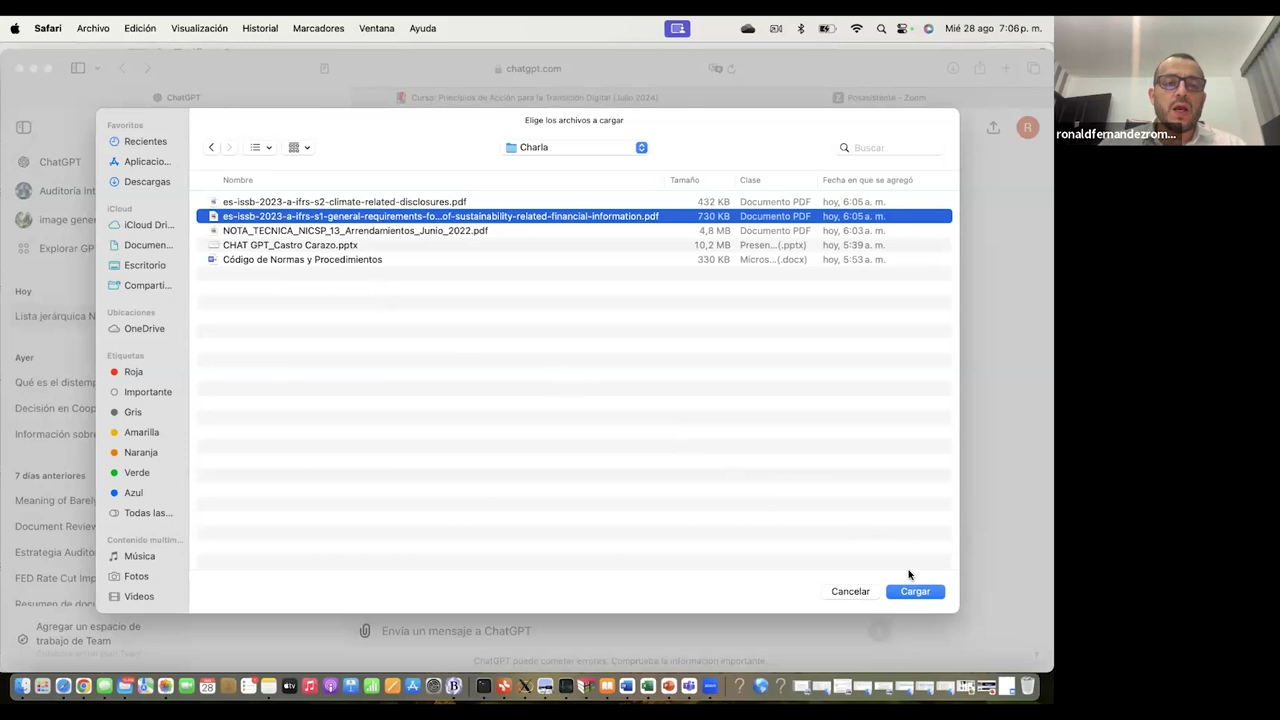 Safari Archivo Edición Visualización Historial Marcadores Ventana Ayuda Mié 28 ago 7:06 p. m.
chatgpt.com
ChatGPT Curso: Principios de Acción para la Transición Digital (Julio 2024) Posasistente - Zoom
Elige los archivos a cargar
Charla
Buscar
Favoritos
Recientes
Aplicacio...
Descargas
iCloud
iCloud Dri...
Documen...
Escritorio
Comparti...
Ubicaciones
OneDrive
Etiquetas
Roja
Importante
Gris
Amarilla
Naranja
Verde
Azul
Todas las...
Contenido multim...
Música
Fotos
Videos
Nombre Tamaño Clase Fecha en que se agregó
es-issb-2023-a-ifrs-s2-climate-related-disclosures.pdf 432 KB Documento PDF hoy, 6:05 a. m.
es-issb-2023-a-ifrs-s1-general-requirements-fo...of-sustainability-related-financial-information.pdf 730 KB Documento PDF hoy, 6:05 a. m.
NOTA_TECNICA_NICSP_13_Arrendamientos_Junio_2022.pdf 4,8 MB Documento PDF hoy, 6:03 a. m.
CHAT GPT_Castro Carazo.pptx 10,2 MB Presen...(.pptx) hoy, 5:39 a. m.
Código de Normas y Procedimientos 330 KB Micros...(.docx) hoy, 5:53 a. m.
Cancelar Cargar
ChatGPT
Auditoría Int
image gener
Explorar GP
Hoy
Lista jerárquica N
Ayer
Qué es el distemp
Decisión en Coop
Información sobre
7 días anteriores
Meaning of Barely
Document Review
Estrategia Audito
FED Rate Cut Imp
Resumen de docu
Agregar un espacio de
trabajo de Team
Envía un mensaje a ChatGPT
ChatGPT puede cometer errores. Comprueba la información importante.
R
ronaldfernandezrom...